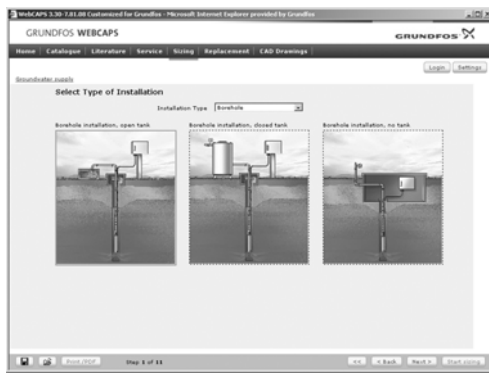 WebCAPS 3.30-7.01.88 Customized for Grundfos - Microsoft Internet Explorer provided by Grundfos
GRUNDFOS WEBCAPS
GRUNDFOS
Home Catalogue Literature Service Sizing Replacement CAD Drawings
Login Settings
Groundwater supply
Select Type of Installation
Installation Type Borehole
Borehole installation, open tank
Borehole installation, closed tank
Borehole installation, no tank
Print/PDF Step 1 of 11 << < Back Next > Start sizing